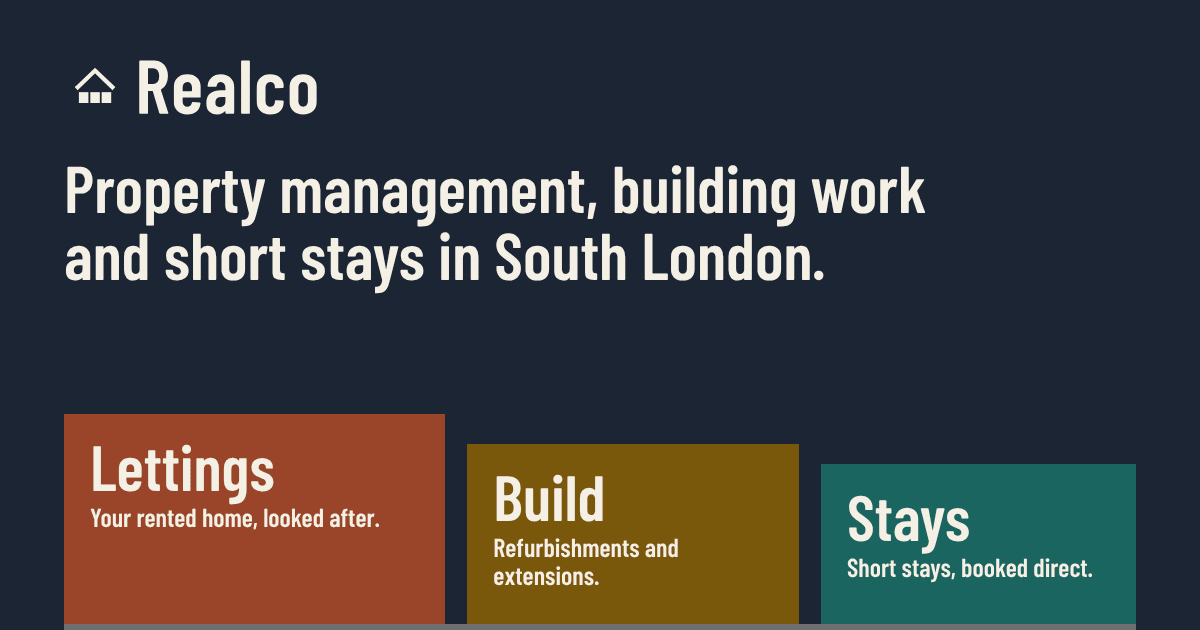 Realco
Property management, building work
and short stays in South London.
Lettings
Your rented home, looked after.
Build
Refurbishments and
extensions.
Stays
Short stays, booked direct.